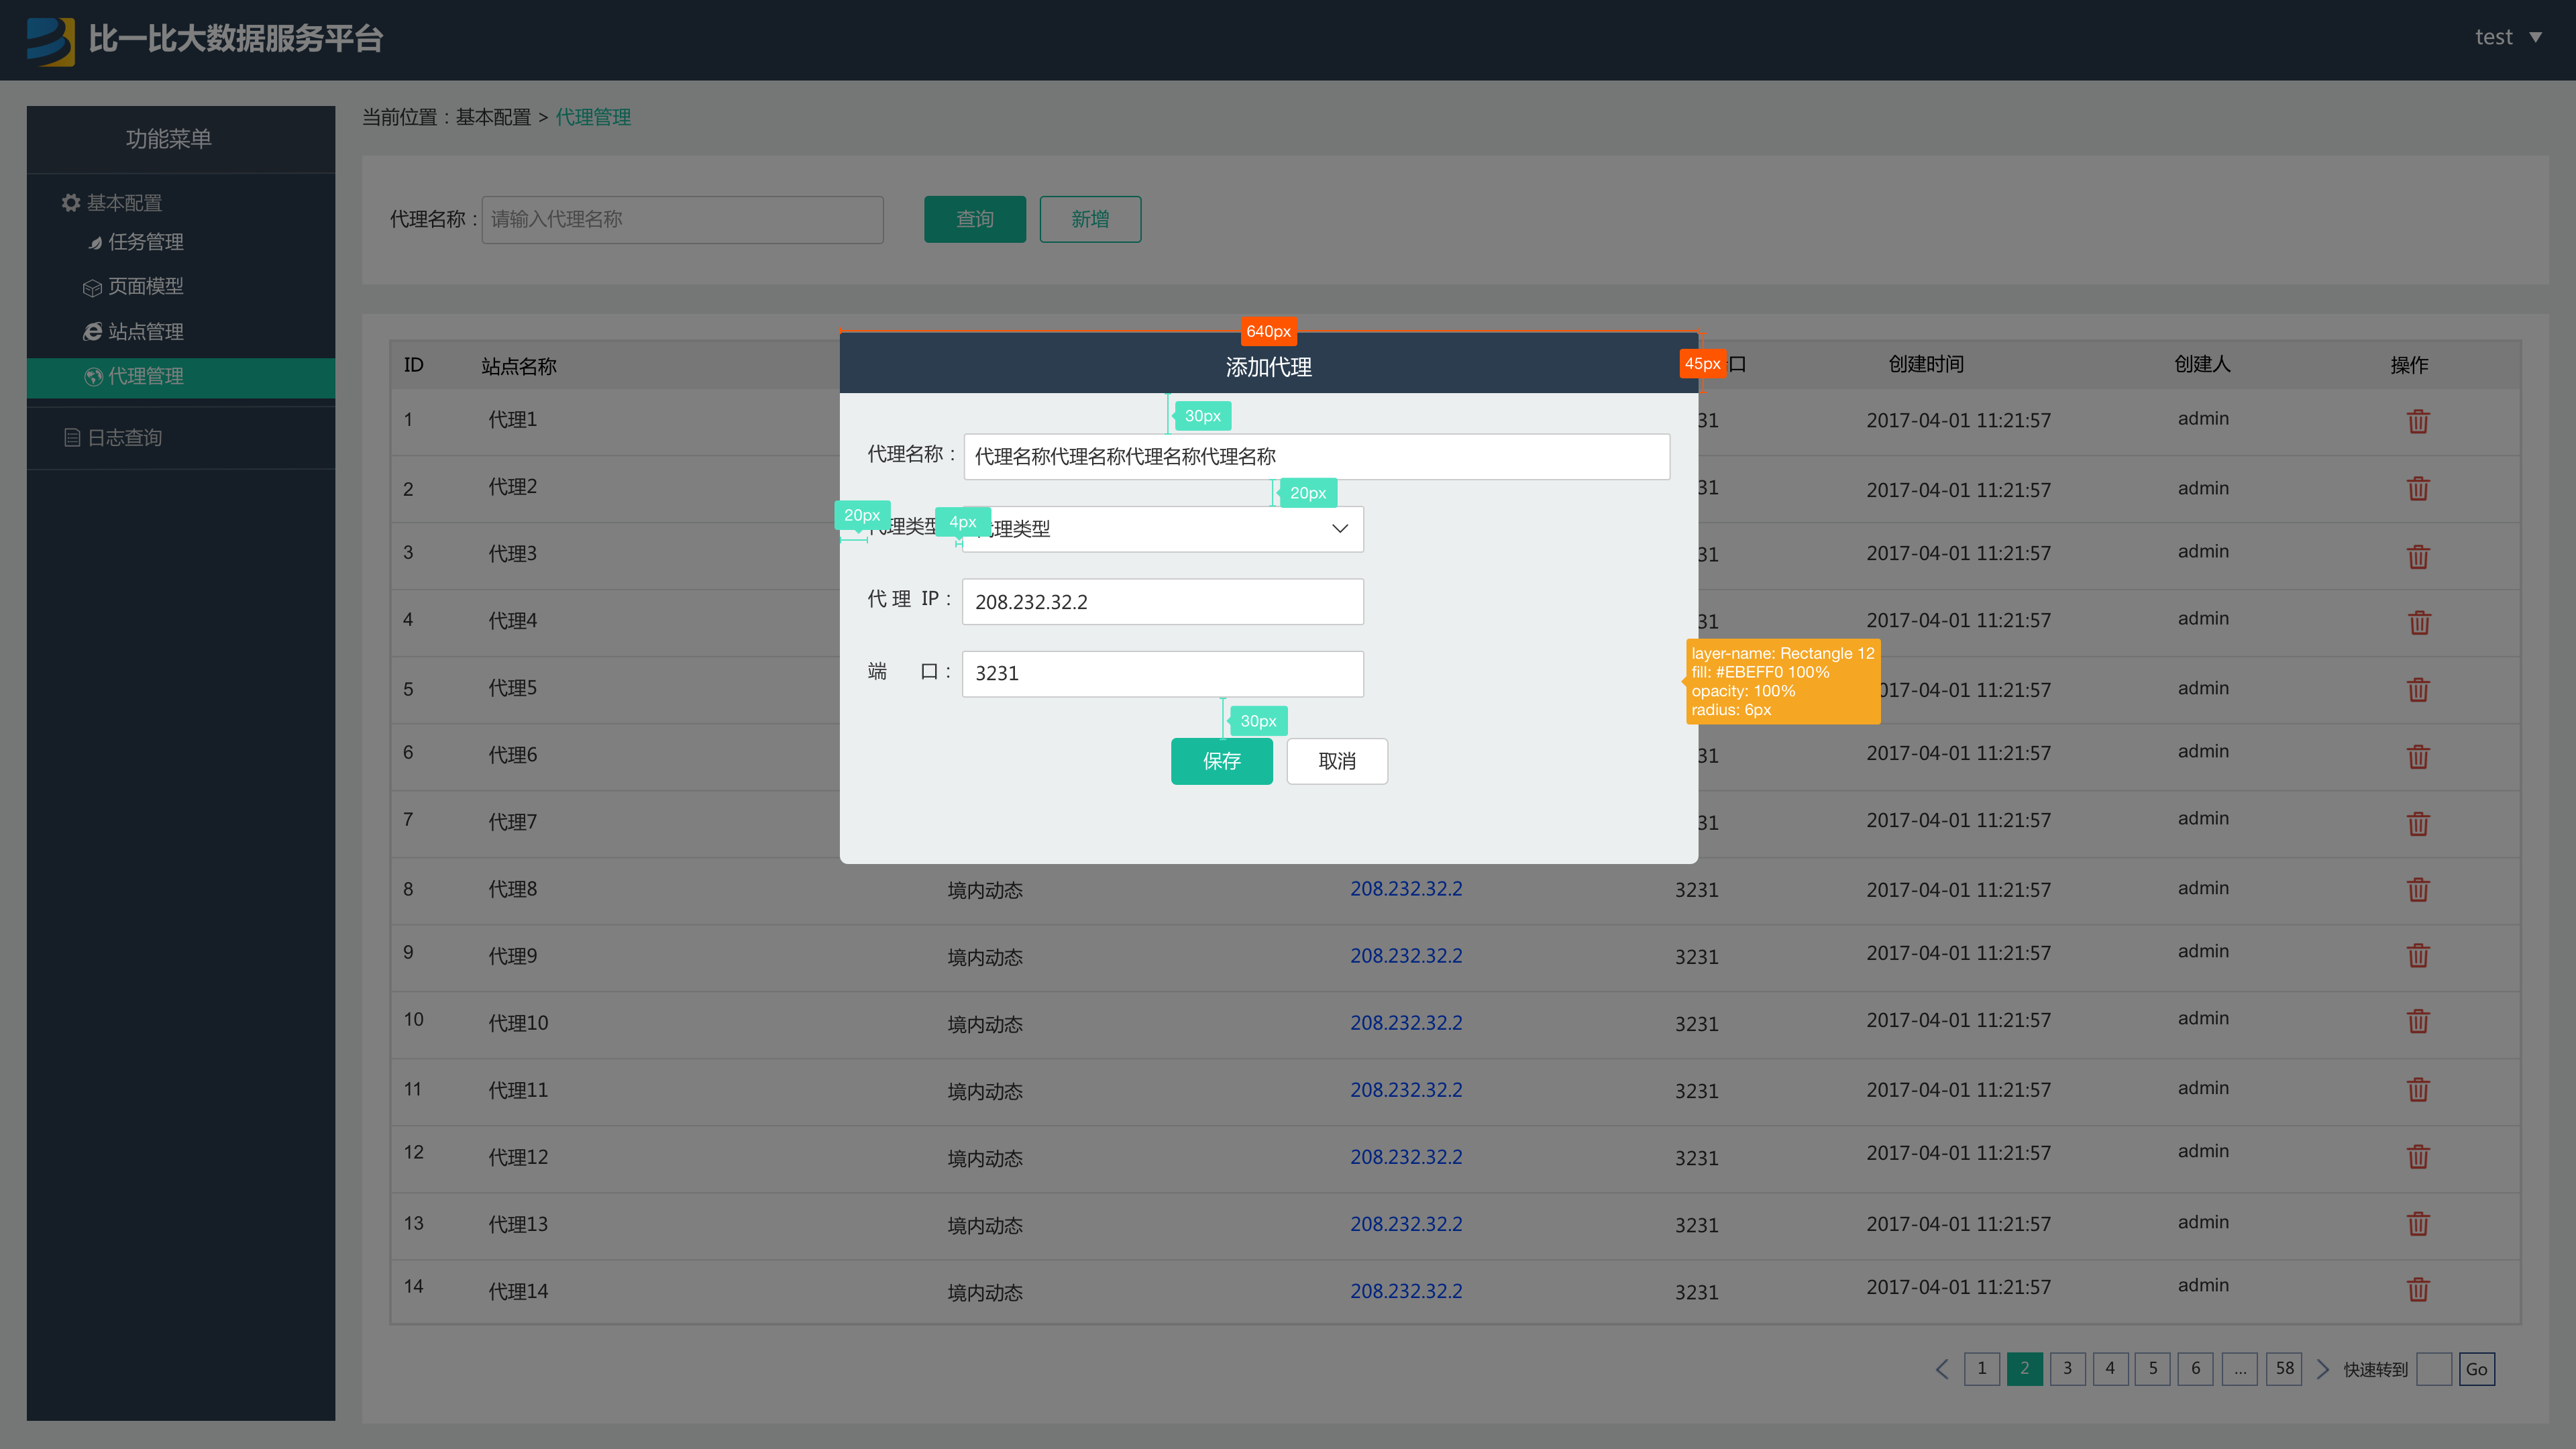 比一比大数据服务平台
test
功能菜单
基本配置
任务管理
页面模型
站点管理
代理管理
日志查询
当前位置：基本配置 > 代理管理
代理名称：
请输入代理名称
查询
新增
640px
添加代理
45px
30px
代理名称： 代理名称代理名称代理名称代理名称
20px
20px
理类型
4px
理类型
代 理 IP： 208.232.32.2
端 口： 3231
30px
保存 取消
layer-name: Rectangle 12
fill: #EBEFF0 100%
opacity: 100%
radius: 6px
ID 站点名称 口 创建时间 创建人 操作
1 代理1 31 2017-04-01 11:21:57 admin
2 代理2 31 2017-04-01 11:21:57 admin
3 代理3 31 2017-04-01 11:21:57 admin
4 代理4 31 2017-04-01 11:21:57 admin
5 代理5 017-04-01 11:21:57 admin
6 代理6 31 2017-04-01 11:21:57 admin
7 代理7 31 2017-04-01 11:21:57 admin
8 代理8 境内动态 208.232.32.2 3231 2017-04-01 11:21:57 admin
9 代理9 境内动态 208.232.32.2 3231 2017-04-01 11:21:57 admin
10 代理10 境内动态 208.232.32.2 3231 2017-04-01 11:21:57 admin
11 代理11 境内动态 208.232.32.2 3231 2017-04-01 11:21:57 admin
12 代理12 境内动态 208.232.32.2 3231 2017-04-01 11:21:57 admin
13 代理13 境内动态 208.232.32.2 3231 2017-04-01 11:21:57 admin
14 代理14 境内动态 208.232.32.2 3231 2017-04-01 11:21:57 admin
1 2 3 4 5 6 ... 58 快速转到 Go